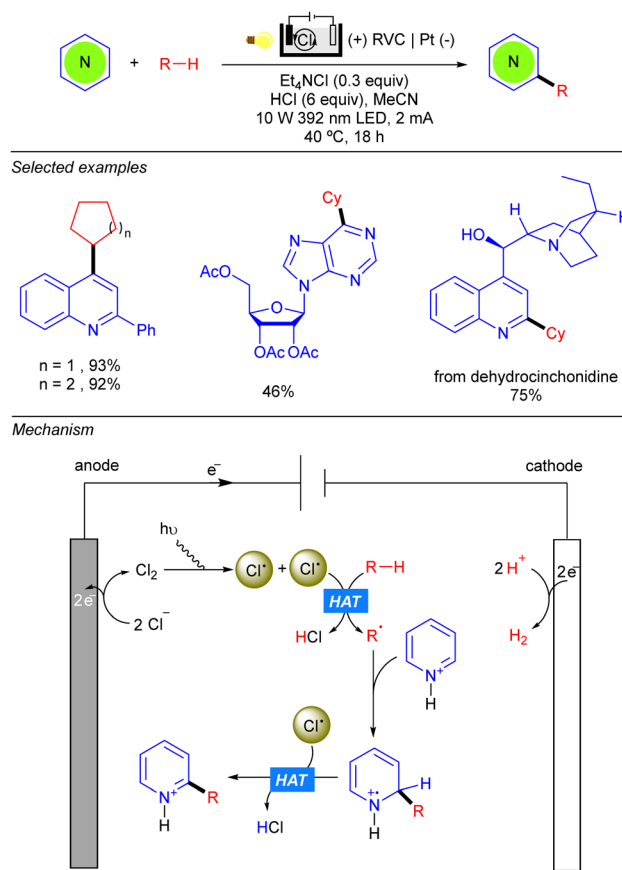 N + R–H
Cl
(+) RVC | Pt (-)
Et₄NCl (0.3 equiv)
HCl (6 equiv), MeCN
10 W 392 nm LED, 2 mA
40 ºC, 18 h
N
R
Selected examples
( )n
N Ph
n = 1 , 93%
n = 2 , 92%
Cy
N N
N N
AcO
O
OAc OAc
46%
H H
HO N
N Cy
from dehydrocinchonidine
75%
Mechanism
anode e⁻ cathode
hυ
Cl₂ Cl• + Cl• R–H
2e⁻ 2 Cl⁻
HAT
HCl R•
2 H⁺ 2e⁻
H₂
N⁺
H
Cl•
HAT
HCl
N⁺ R
H
H
N R
+•
H